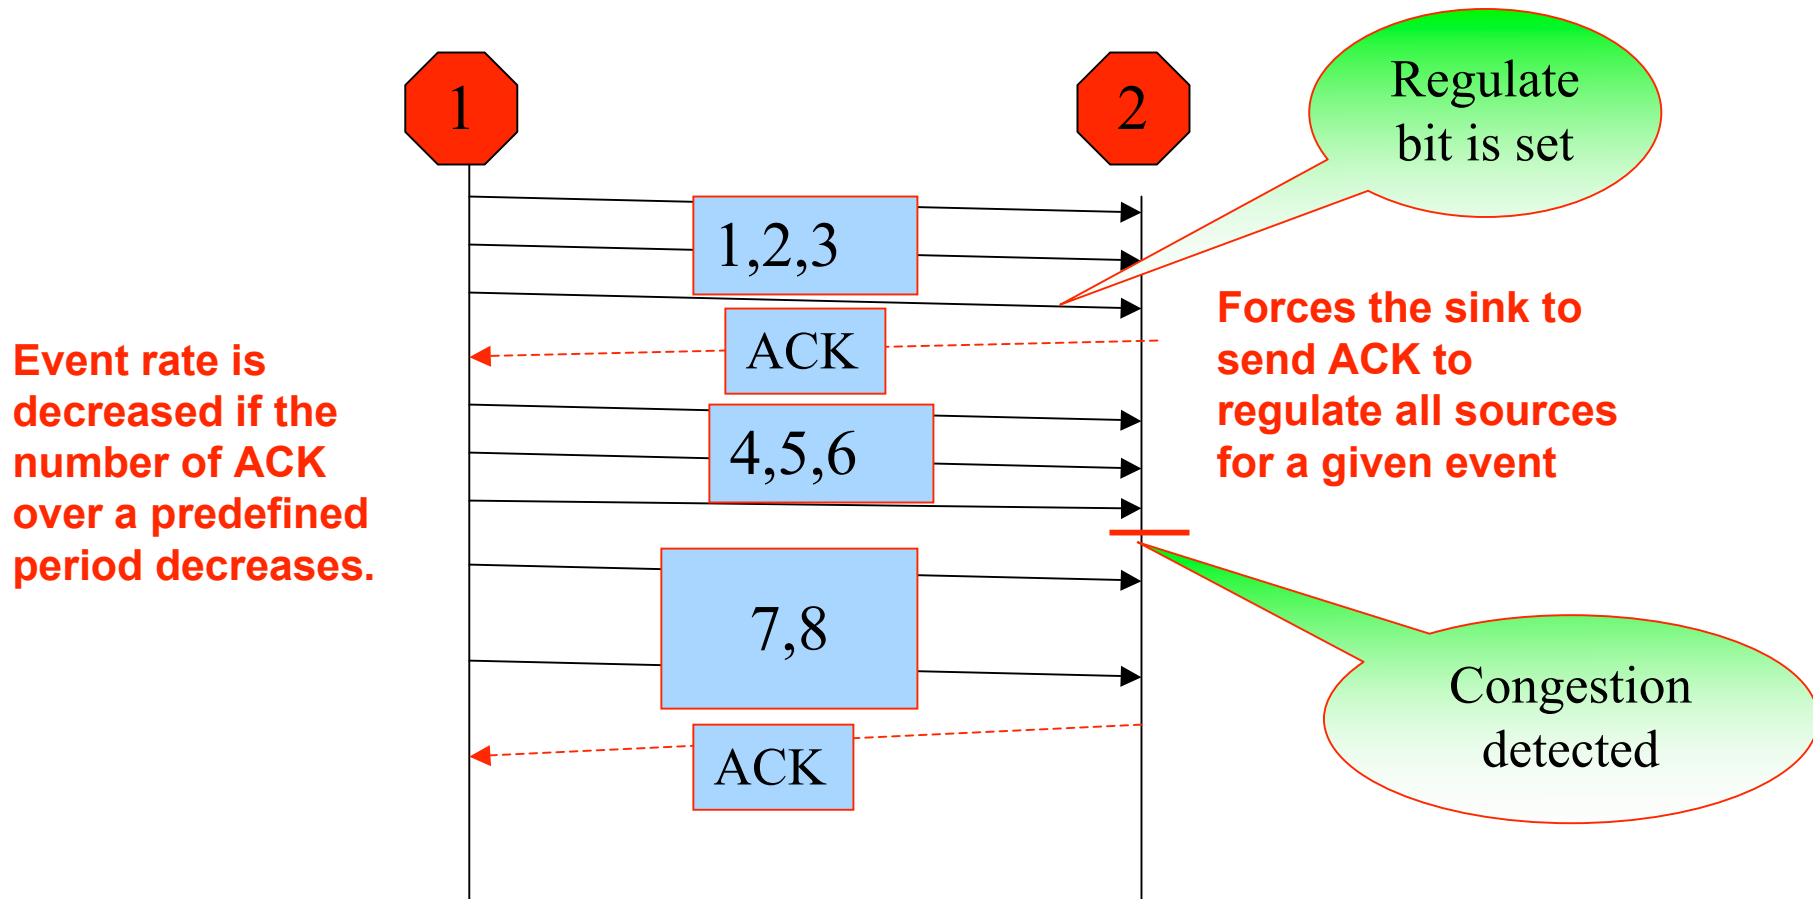 1
2
Regulate
bit is set
1,2,3
ACK
Forces the sink to
send ACK to
regulate all sources
for a given event
Event rate is
decreased if the
number of ACK
over a predefined
period decreases.
4,5,6
7,8
Congestion
detected
ACK